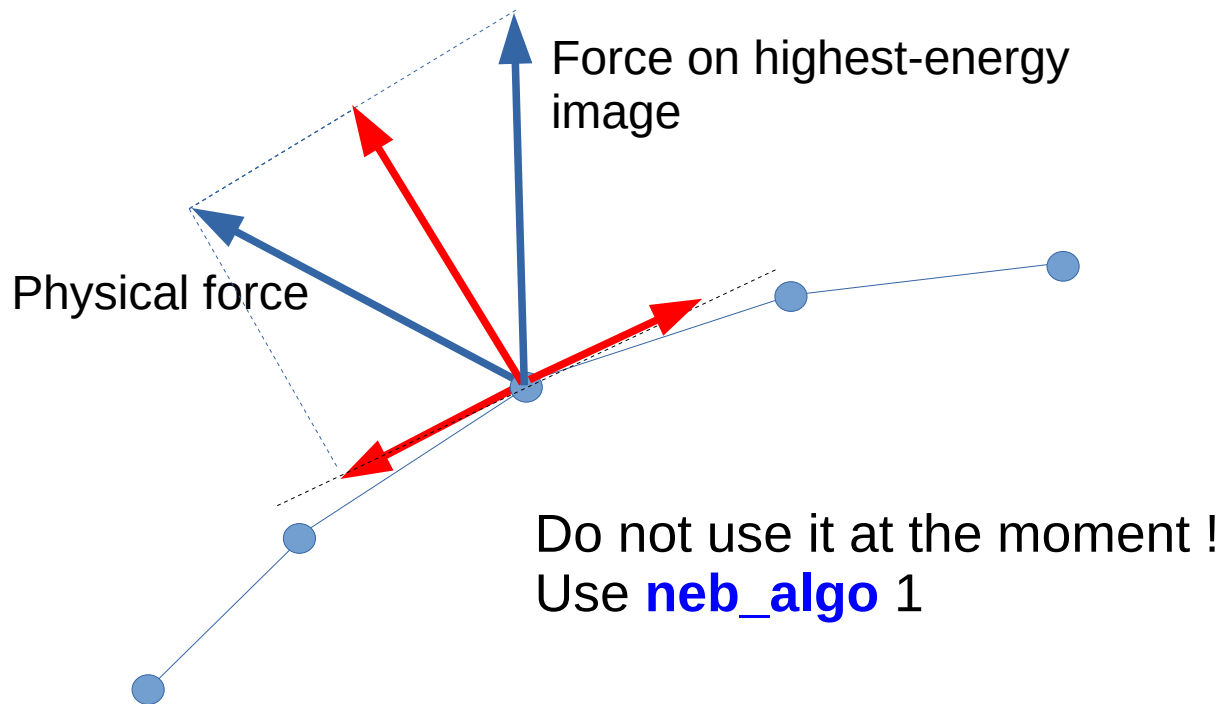 Force on highest-energy
image
Physical force
Do not use it at the moment !
Use neb_algo 1